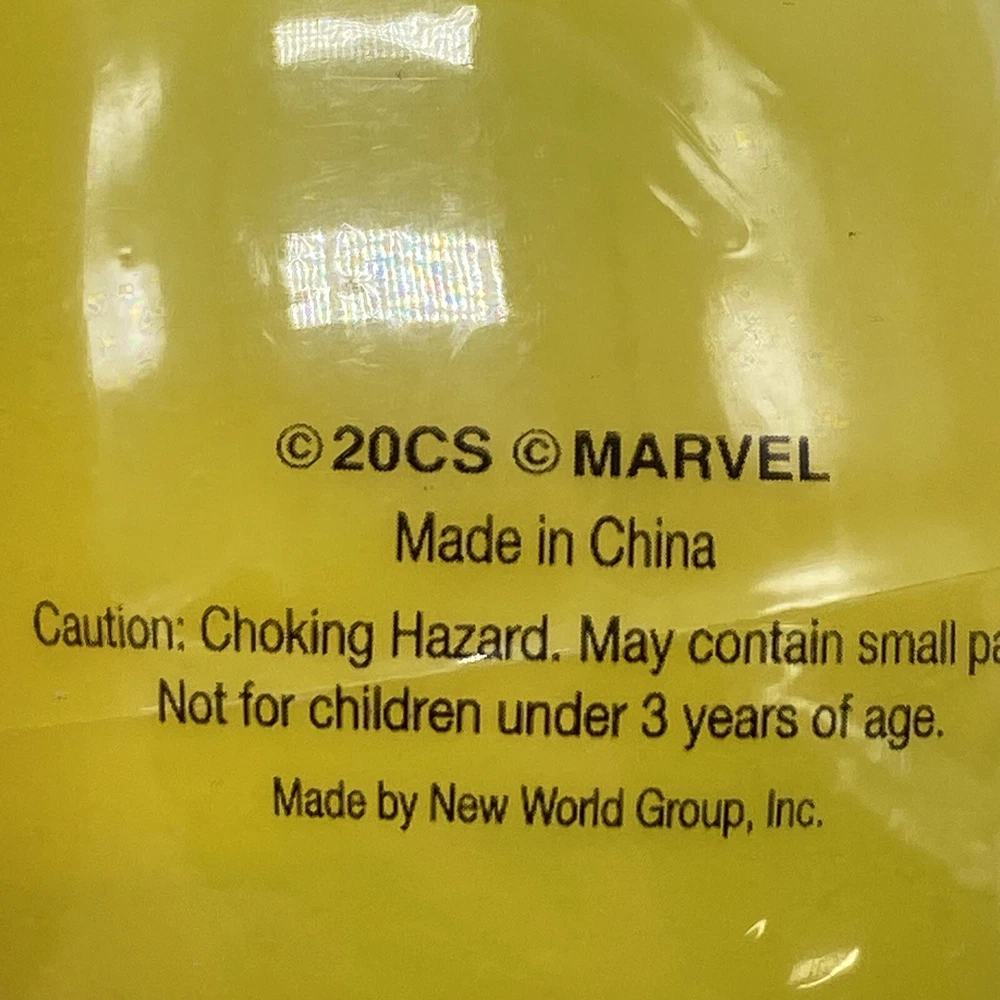 ©20CS ©MARVEL
Made in China
Caution: Choking Hazard. May contain small pa
Not for children under 3 years of age.
Made by New World Group, Inc.